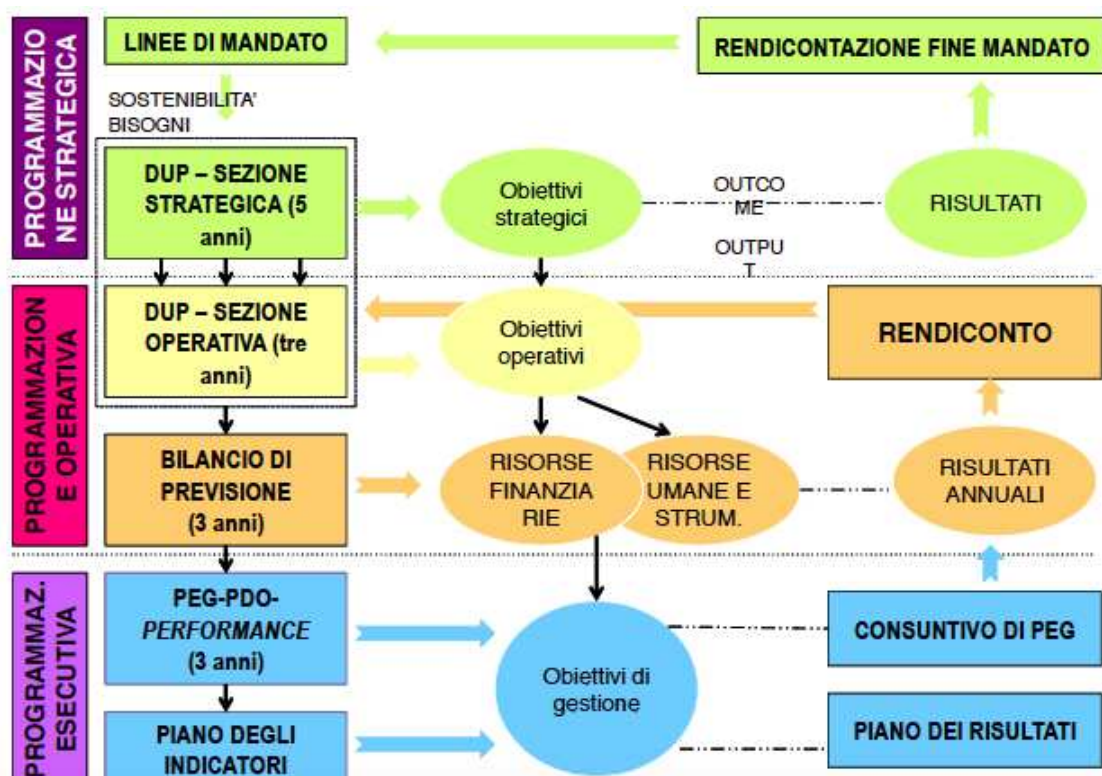 PROGRAMMAZIO
NE STRATEGICA
LINEE DI MANDATO
RENDICONTAZIONE FINE MANDATO
SOSTENIBILITA'
BISOGNI
DUP – SEZIONE
STRATEGICA (5
anni)
Obiettivi
strategici
OUTCO
ME
OUTPU
T
RISULTATI
PROGRAMMAZION
E OPERATIVA
DUP – SEZIONE
OPERATIVA (tre
anni)
Obiettivi
operativi
RENDICONTO
BILANCIO DI
PREVISIONE
(3 anni)
RISORSE
FINANZIA
RIE
RISORSE
UMANE E
STRUM.
RISULTATI
ANNUALI
PROGRAMMAZ.
ESECUTIVA
PEG-PDO-
PERFORMANCE
(3 anni)
Obiettivi di
gestione
CONSUNTIVO DI PEG
PIANO DEGLI
INDICATORI
PIANO DEI RISULTATI